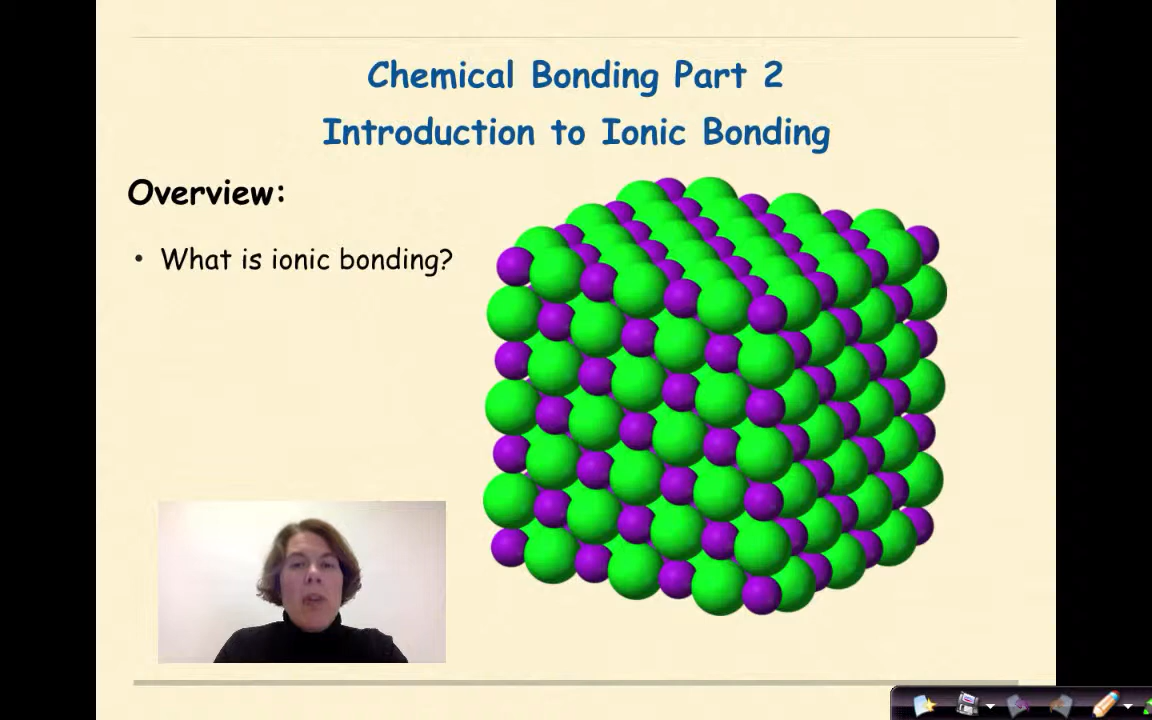 Chemical Bonding Part 2
Introduction to Ionic Bonding
Overview:
• What is ionic bonding?